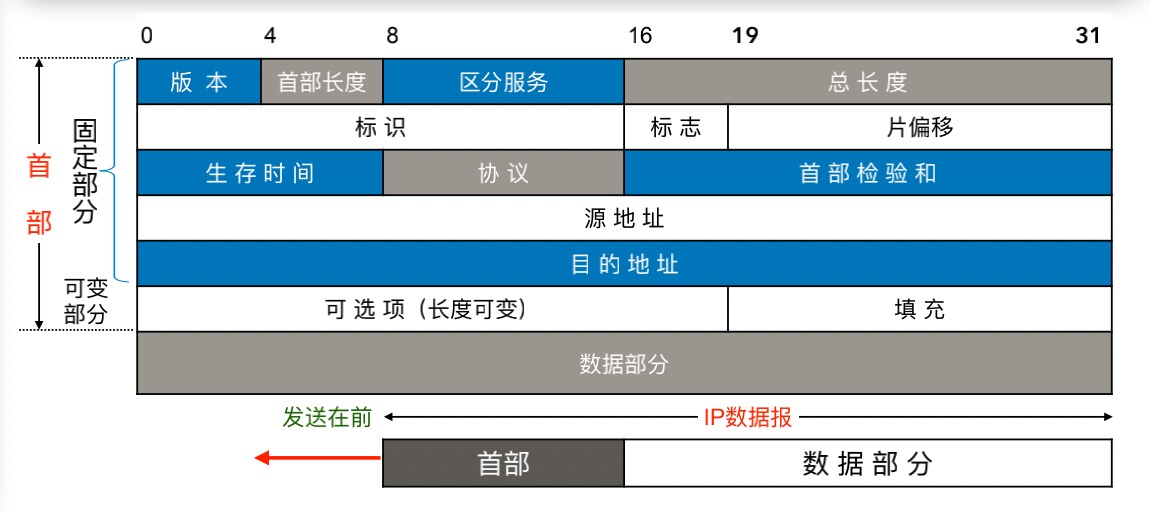 0 4 8 16 19 31
版 本 首部长度 区分服务 总 长 度
标 识 标 志 片偏移
生 存 时 间 协 议 首 部 检 验 和
源 地 址
目 的 地 址
可 选 项（长度可变） 填 充
数据部分
首部
固定部分
可变
部分
发送在前 IP数据报
首部 数 据 部 分